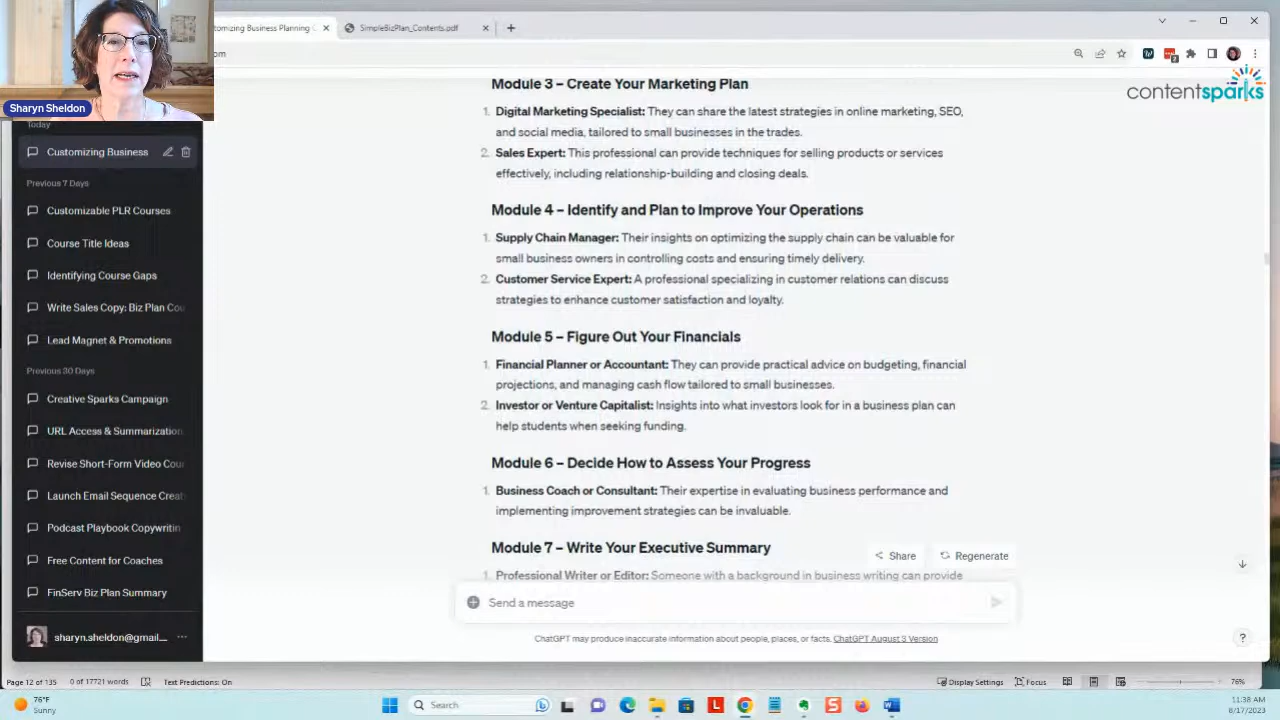 tomizing Business Planning
SimpleBizPlan_Contents.pdf
om
Sharyn Sheldon
contentsparks
Today
Customizing Business
Previous 7 Days
Customizable PLR Courses
Course Title Ideas
Identifying Course Gaps
Write Sales Copy: Biz Plan Cou
Lead Magnet & Promotions
Previous 30 Days
Creative Sparks Campaign
URL Access & Summarization
Revise Short-Form Video Cour
Launch Email Sequence Creat
Podcast Playbook Copywritin
Free Content for Coaches
FinServ Biz Plan Summary
sharyn.sheldon@gmail...
Module 3 – Create Your Marketing Plan
1. Digital Marketing Specialist: They can share the latest strategies in online marketing, SEO,
and social media, tailored to small businesses in the trades.
2. Sales Expert: This professional can provide techniques for selling products or services
effectively, including relationship-building and closing deals.
Module 4 – Identify and Plan to Improve Your Operations
1. Supply Chain Manager: Their insights on optimizing the supply chain can be valuable for
small business owners in controlling costs and ensuring timely delivery.
2. Customer Service Expert: A professional specializing in customer relations can discuss
strategies to enhance customer satisfaction and loyalty.
Module 5 – Figure Out Your Financials
1. Financial Planner or Accountant: They can provide practical advice on budgeting, financial
projections, and managing cash flow tailored to small businesses.
2. Investor or Venture Capitalist: Insights into what investors look for in a business plan can
help students when seeking funding.
Module 6 – Decide How to Assess Your Progress
1. Business Coach or Consultant: Their expertise in evaluating business performance and
implementing improvement strategies can be invaluable.
Module 7 – Write Your Executive Summary
Share
Regenerate
1. Professional Writer or Editor: Someone with a background in business writing can provide
Send a message
ChatGPT may produce inaccurate information about people, places, or facts. ChatGPT August 3 Version
?
Page 12 of 135
0 of 17721 words
Text Predictions: On
Display Settings
Focus
76%
76°F
Sunny
Search
11:38 AM
8/17/2023